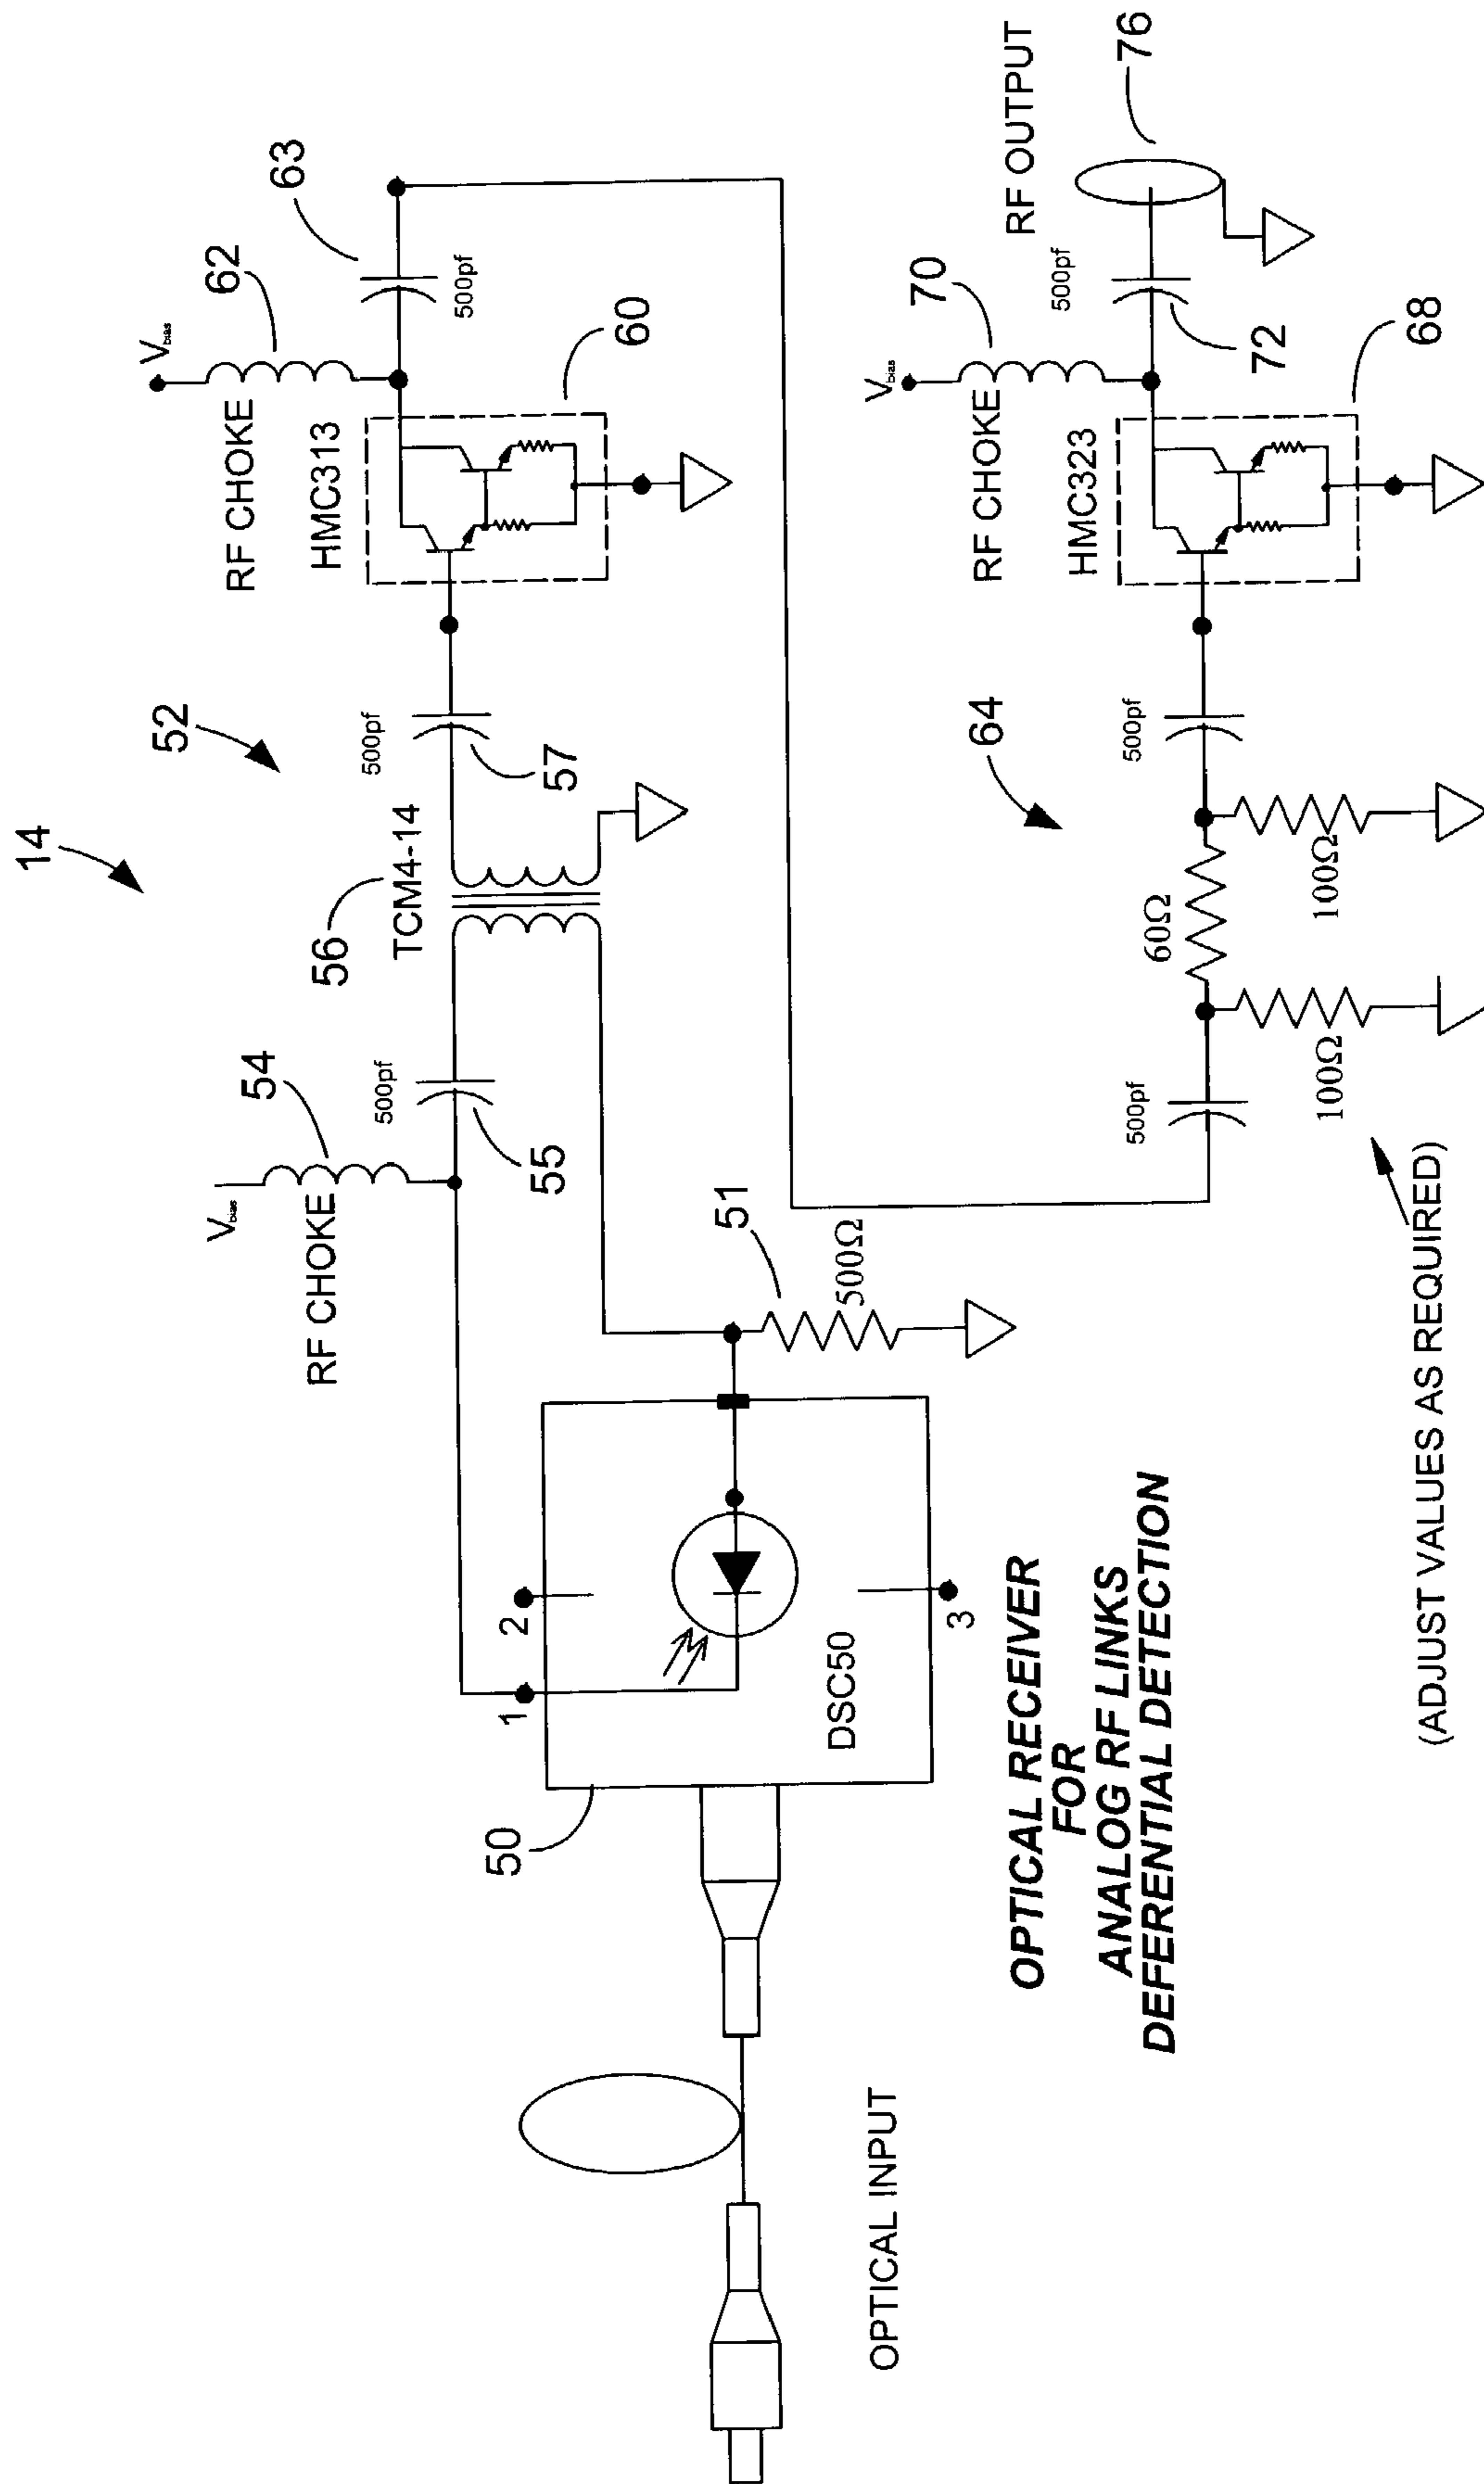 14
52
V bias
54
RF CHOKE
500pf
55
56
TCM4-14
500pf
57
V bias
62
RF CHOKE
63
500pf
HMC313
60
50
1
2
3
DSC50
51
500Ω
OPTICAL INPUT
OPTICAL RECEIVER
FOR
ANALOG RF LINKS
DEFERENTIAL DETECTION
64
500pf
60Ω
100Ω
100Ω
500pf
(ADJUST VALUES AS REQUIRED)
V bias
70
RF CHOKE
HMC323
68
500pf
72
RF OUTPUT
76